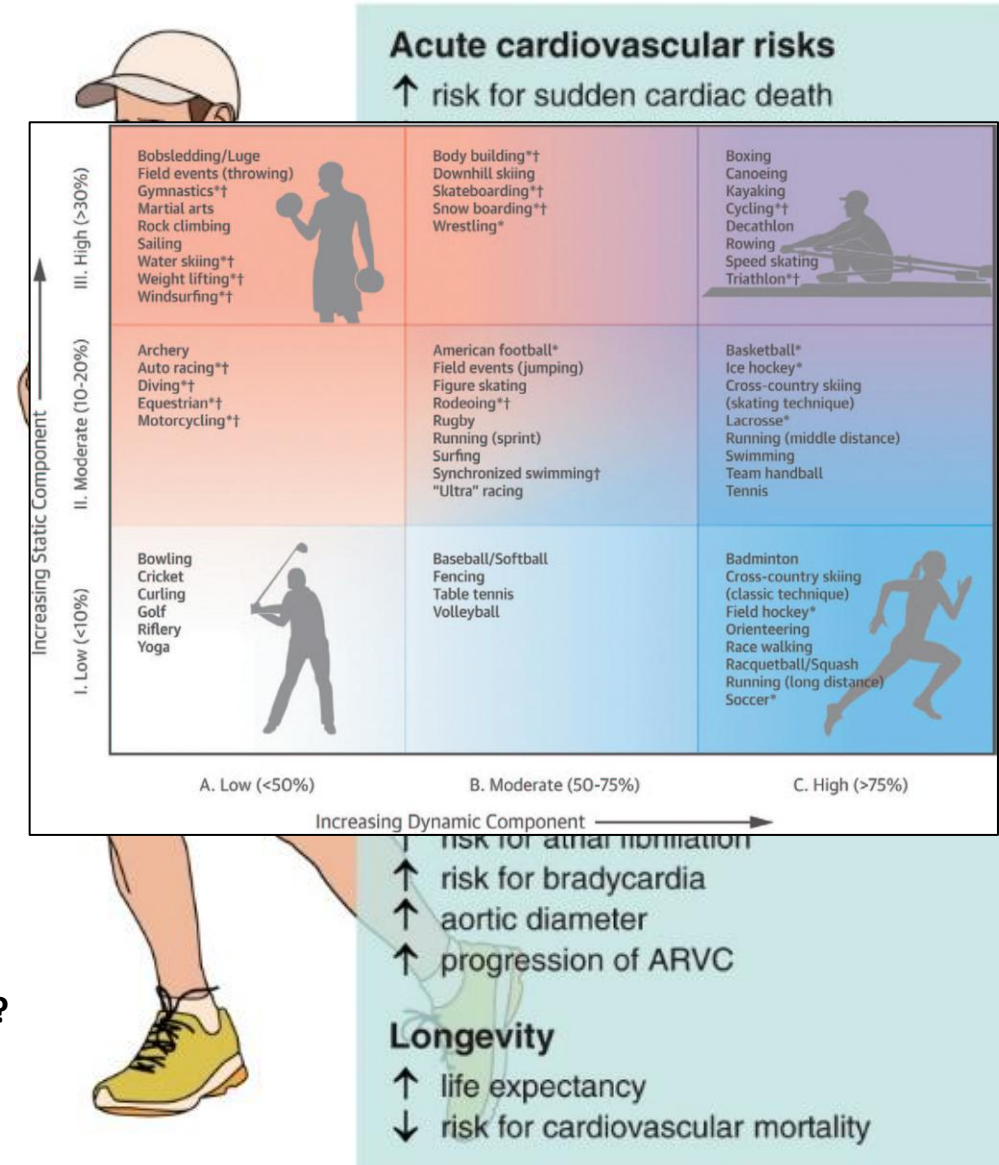 Acute cardiovascular risks
↑ risk for sudden cardiac death
Increasing Static Component
III. High (>30%)
Bobsledding/Luge
Field events (throwing)
Gymnastics*†
Martial arts
Rock climbing
Sailing
Water skiing*†
Weight lifting*†
Windsurfing*†
Body building*†
Downhill skiing
Skateboarding*†
Snow boarding*†
Wrestling*
Boxing
Canoeing
Kayaking
Cycling*†
Decathlon
Rowing
Speed skating
Triathlon*†
II. Moderate (10-20%)
Archery
Auto racing*†
Diving*†
Equestrian*†
Motorcycling*†
American football*
Field events (jumping)
Figure skating
Rodeoing*†
Rugby
Running (sprint)
Surfing
Synchronized swimming†
"Ultra" racing
Basketball*
Ice hockey*
Cross-country skiing
(skating technique)
Lacrosse*
Running (middle distance)
Swimming
Team handball
Tennis
I. Low (<10%)
Bowling
Cricket
Curling
Golf
Riflery
Yoga
Baseball/Softball
Fencing
Table tennis
Volleyball
Badminton
Cross-country skiing
(classic technique)
Field hockey*
Orienteering
Race walking
Racquetball/Squash
Running (long distance)
Soccer*
A. Low (<50%)
B. Moderate (50-75%)
C. High (>75%)
Increasing Dynamic Component
↑ risk for atrial fibrillation
↑ risk for bradycardia
↑ aortic diameter
↑ progression of ARVC
?
Longevity
↑ life expectancy
↓ risk for cardiovascular mortality